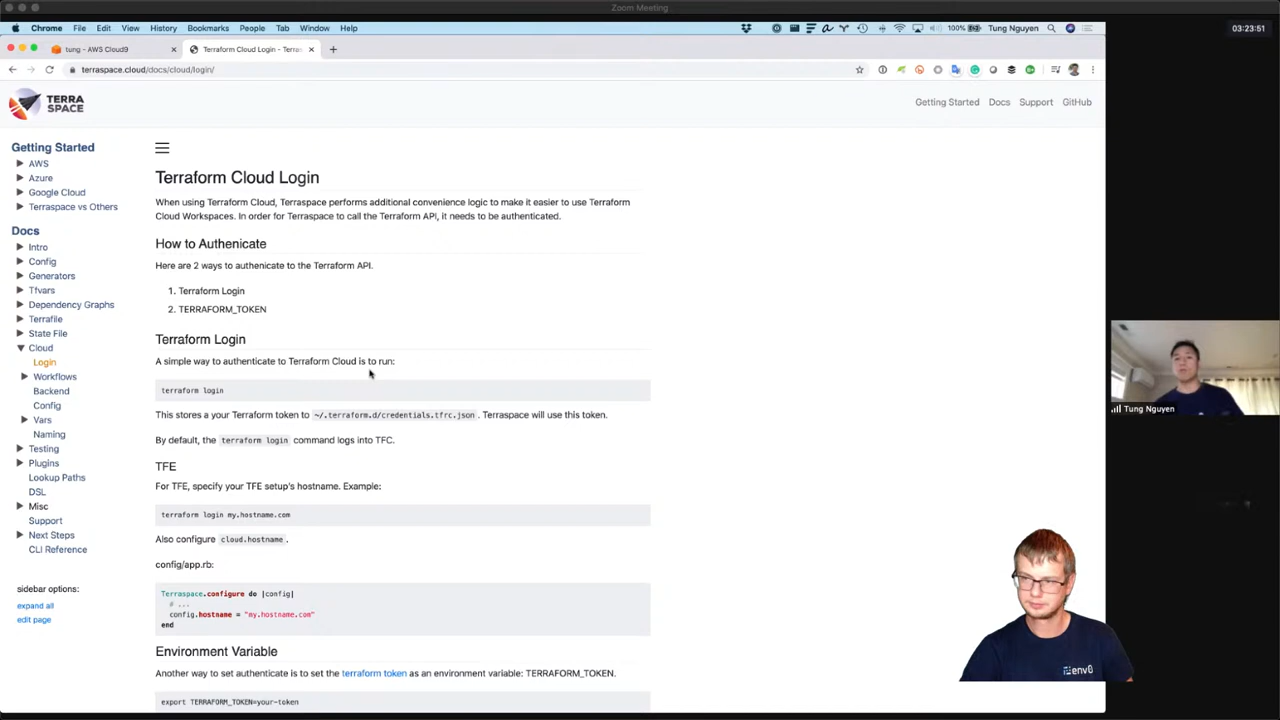 Zoom Meeting
Chrome File Edit View History Bookmarks People Tab Window Help
100% Tung Nguyen
03:23:51
tung - AWS Cloud9
Terraform Cloud Login - Terras
terraspace.cloud/docs/cloud/login/
TERRA
SPACE
Getting Started Docs Support GitHub
Getting Started
AWS
Azure
Google Cloud
Terraspace vs Others
Docs
Intro
Config
Generators
Tfvars
Dependency Graphs
Terrafile
State File
Cloud
Login
Workflows
Backend
Config
Vars
Naming
Testing
Plugins
Lookup Paths
DSL
Misc
Support
Next Steps
CLI Reference
sidebar options:
expand all
edit page
Terraform Cloud Login
When using Terraform Cloud, Terraspace performs additional convenience logic to make it easier to use Terraform
Cloud Workspaces. In order for Terraspace to call the Terraform API, it needs to be authenticated.
How to Authenicate
Here are 2 ways to authenicate to the Terraform API.
1. Terraform Login
2. TERRAFORM_TOKEN
Terraform Login
A simple way to authenticate to Terraform Cloud is to run:
terraform login
This stores a your Terraform token to ~/.terraform.d/credentials.tfrc.json . Terraspace will use this token.
By default, the terraform login command logs into TFC.
TFE
For TFE, specify your TFE setup's hostname. Example:
terraform login my.hostname.com
Also configure cloud.hostname .
config/app.rb:
Terraspace.configure do |config|
# ...
config.hostname = "my.hostname.com"
end
Environment Variable
Another way to set authenticate is to set the terraform token as an environment variable: TERRAFORM_TOKEN.
export TERRAFORM_TOKEN=your-token
Tung Nguyen
env0